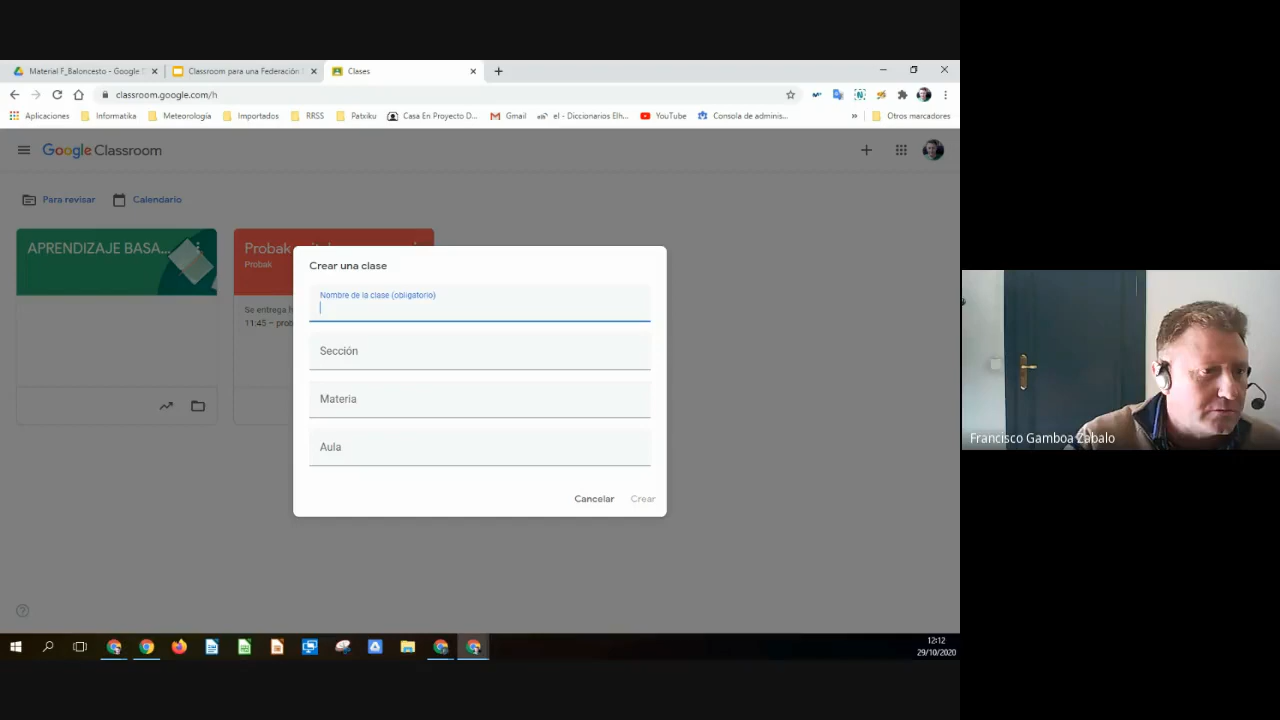 Material F_Baloncesto - Google
Classroom para una Federación
Clases
classroom.google.com/h
Aplicaciones
Informatika
Meteorología
Importados
RRSS
Patxiku
Casa En Proyecto D...
Gmail
el - Diccionarios Elh...
YouTube
Consola de adminis...
»
Otros marcadores
Google Classroom
Para revisar
Calendario
APRENDIZAJE BASA...
Probak
Probak
Se entrega h
11:45 – prob
Crear una clase
Nombre de la clase (obligatorio)
Sección
Materia
Aula
Cancelar
Crear
Francisco Gamboa Zabalo
12:12
29/10/2020